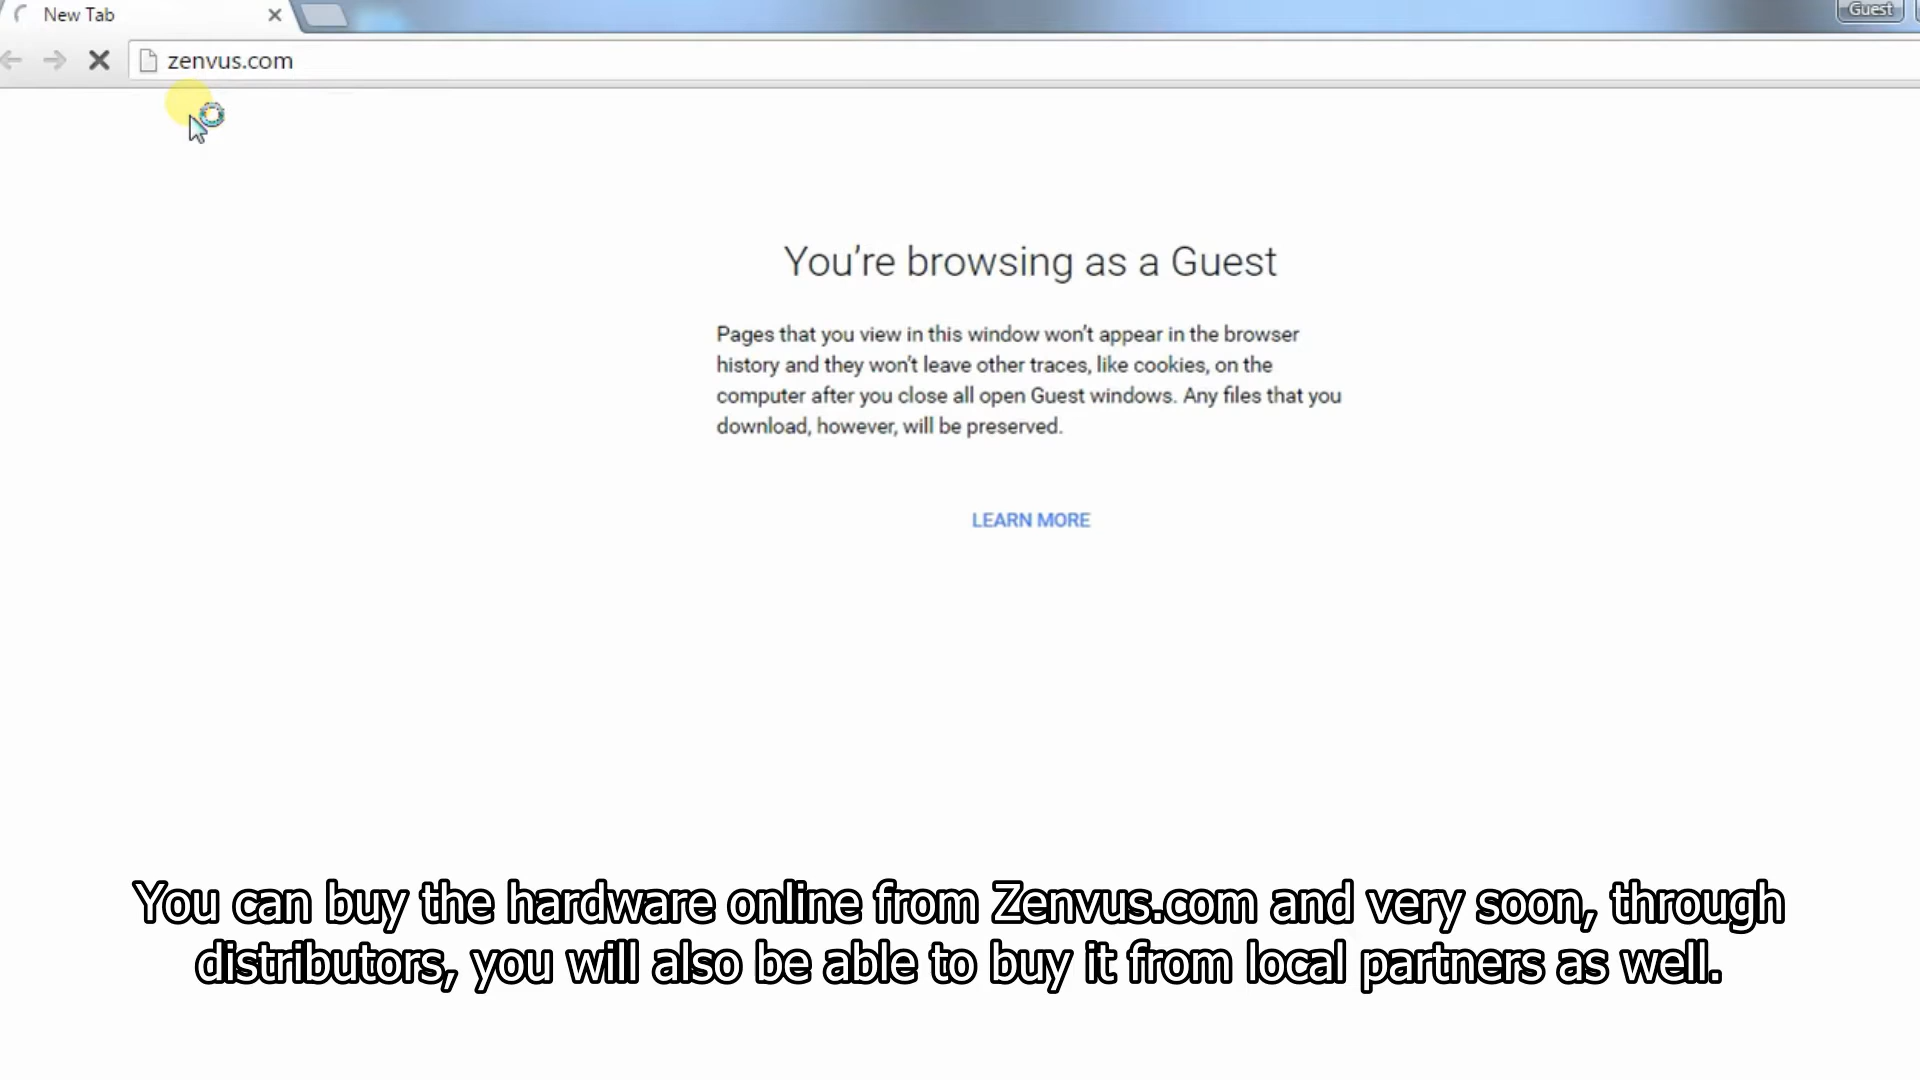 New Tab
Guest
zenvus.com
You're browsing as a Guest
Pages that you view in this window won't appear in the browser
history and they won't leave other traces, like cookies, on the
computer after you close all open Guest windows. Any files that you
download, however, will be preserved.
LEARN MORE
You can buy the hardware online from Zenvus.com and very soon, through
distributors, you will also be able to buy it from local partners as well.